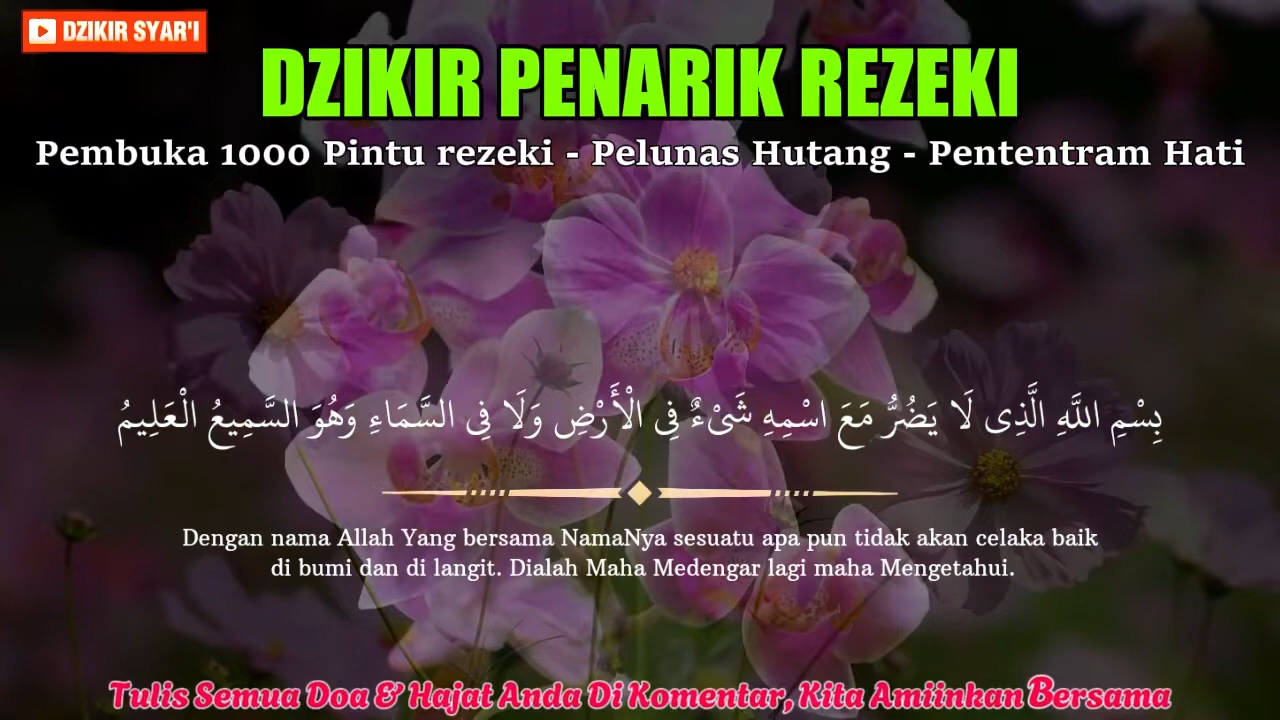 DZIKIR SYAR'I
DZIKIR PENARIK REZEKI
Pembuka 1000 Pintu rezeki - Pelunas Hutang - Pententram Hati
بِسْمِ اللَّهِ الَّذِى لَا يَضُرُّ مَعَ اسْمِهِ شَىْءٌ فِى الْأَرْضِ وَلَا فِى السَّمَاءِ وَهُوَ السَّمِيعُ الْعَلِيمُ
Dengan nama Allah Yang bersama NamaNya sesuatu apa pun tidak akan celaka baik
di bumi dan di langit. Dialah Maha Medengar lagi maha Mengetahui.
Tulis Semua Doa & Hajat Anda Di Komentar, Kita Amiinkan Bersama